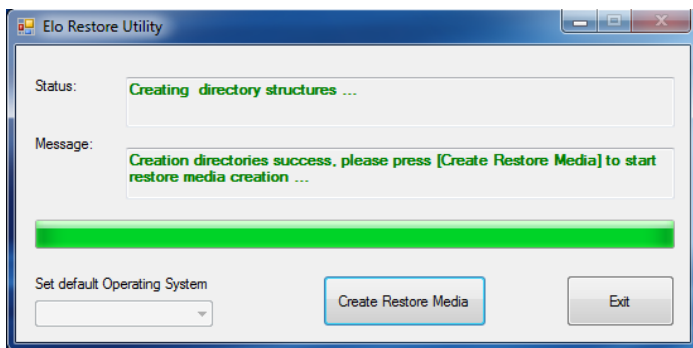 Elo Restore Utility
Status:
Creating directory structures ...
Message:
Creation directories success, please press [Create Restore Media] to start
restore media creation ...
Set default Operating System
Create Restore Media
Exit